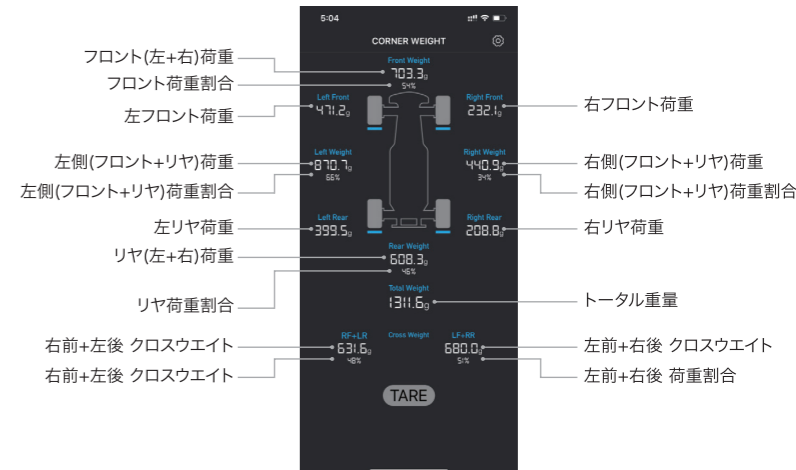 5:04
CORNER WEIGHT
フロント(左+右)荷重
Front Weight
703.3g
フロント荷重割合
54%
左フロント荷重
Left Front
471.2g
Right Front
232.1g
右フロント荷重
左側(フロント+リヤ)荷重
Left Weight
870.7g
左側(フロント+リヤ)荷重割合
66%
Right Weight
440.9g
右側(フロント+リヤ)荷重
34%
右側(フロント+リヤ)荷重割合
左リヤ荷重
Left Rear
399.5g
Right Rear
208.8g
右リヤ荷重
リヤ(左+右)荷重
Rear Weight
608.3g
リヤ荷重割合
46%
Total Weight
1311.6g
トータル重量
RF+LR
Cross Weight
LF+RR
右前+左後 クロスウエイト
631.6g
680.0g
左前+右後 クロスウエイト
右前+左後 クロスウエイト
48%
51%
左前+右後 荷重割合
TARE